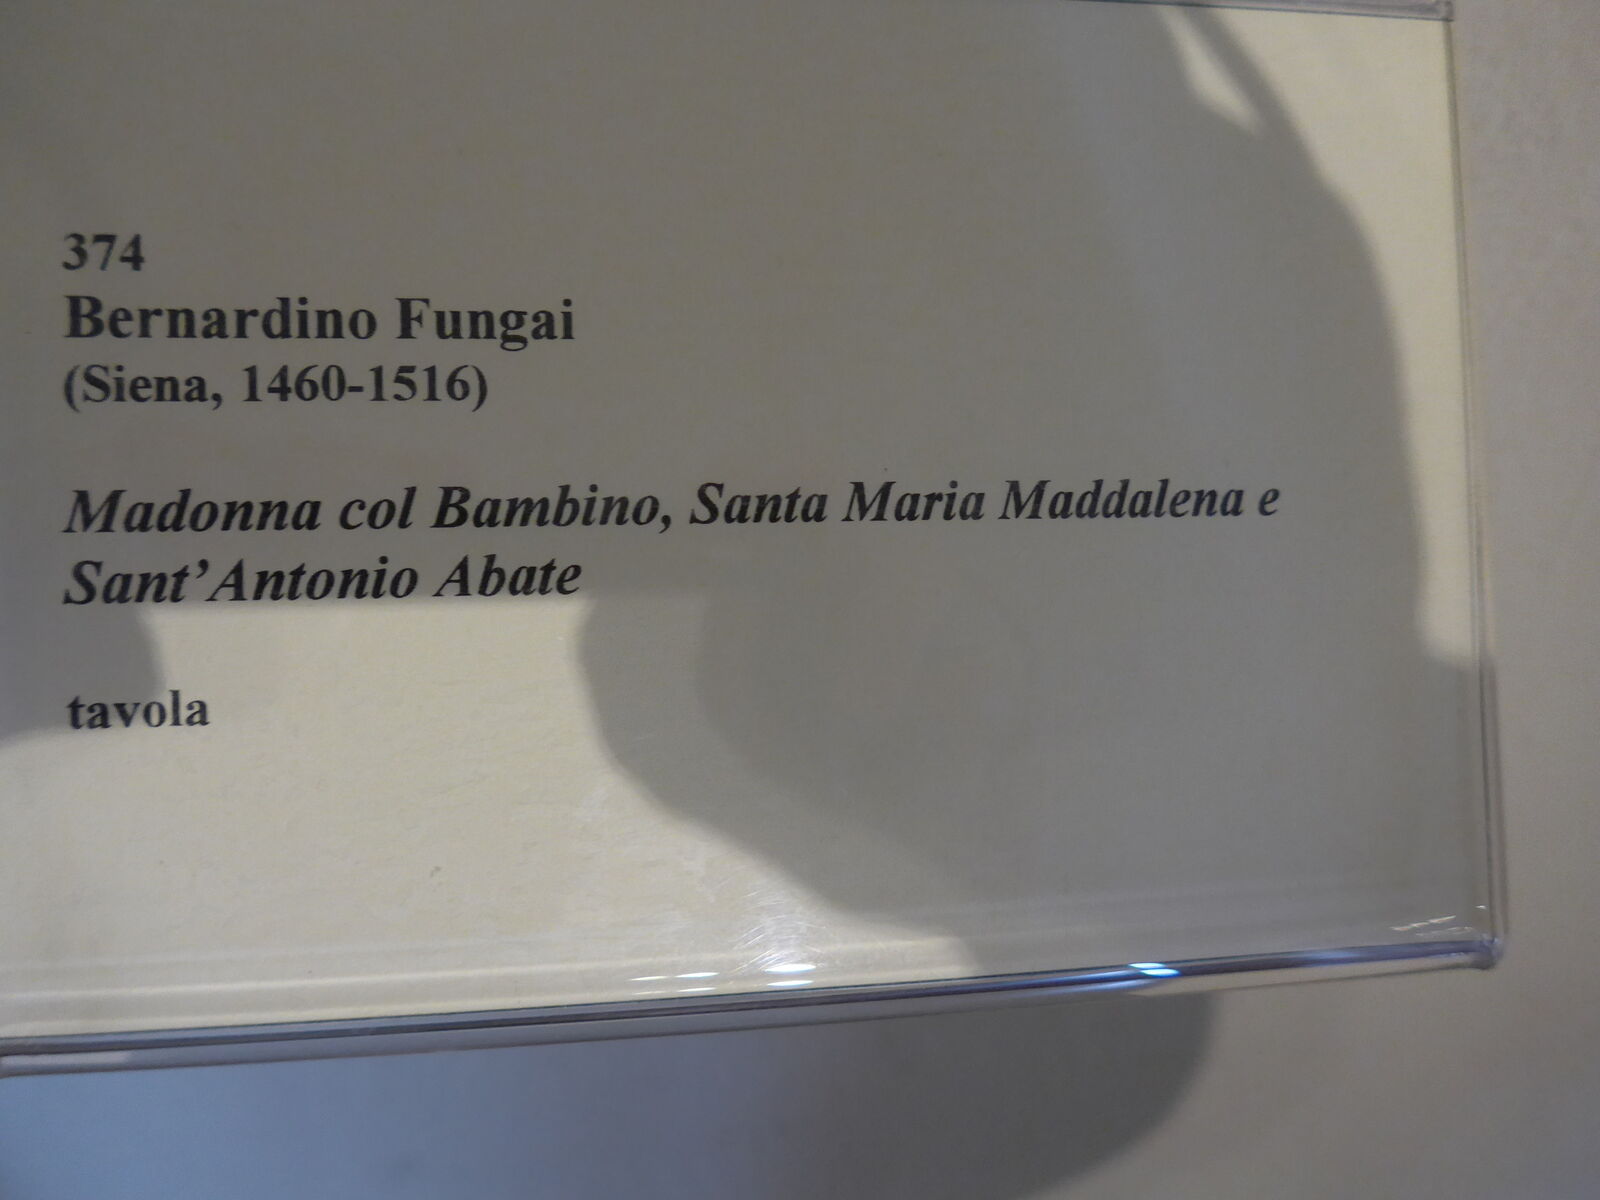 374
Bernardino Fungai
(Siena, 1460-1516)
Madonna col Bambino, Santa Maria Maddalena e
Sant’Antonio Abate
tavola